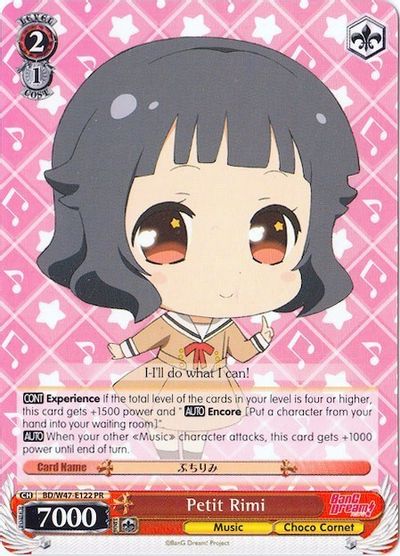 LEVEL
2
1
COST
I-I'll do what I can!
CONT Experience If the total level of the cards in your level is four or higher,
this card gets +1500 power and " AUTO Encore [Put a character from your
hand into your waiting room]".
AUTO When your other «Music» character attacks, this card gets +1000
power until end of turn.
Card Name ぷちりみ
CH BD/W47-E122 PR
Petit Rimi
BanG Dream!
7000
Music Choco Cornet
©BanG Dream! Project